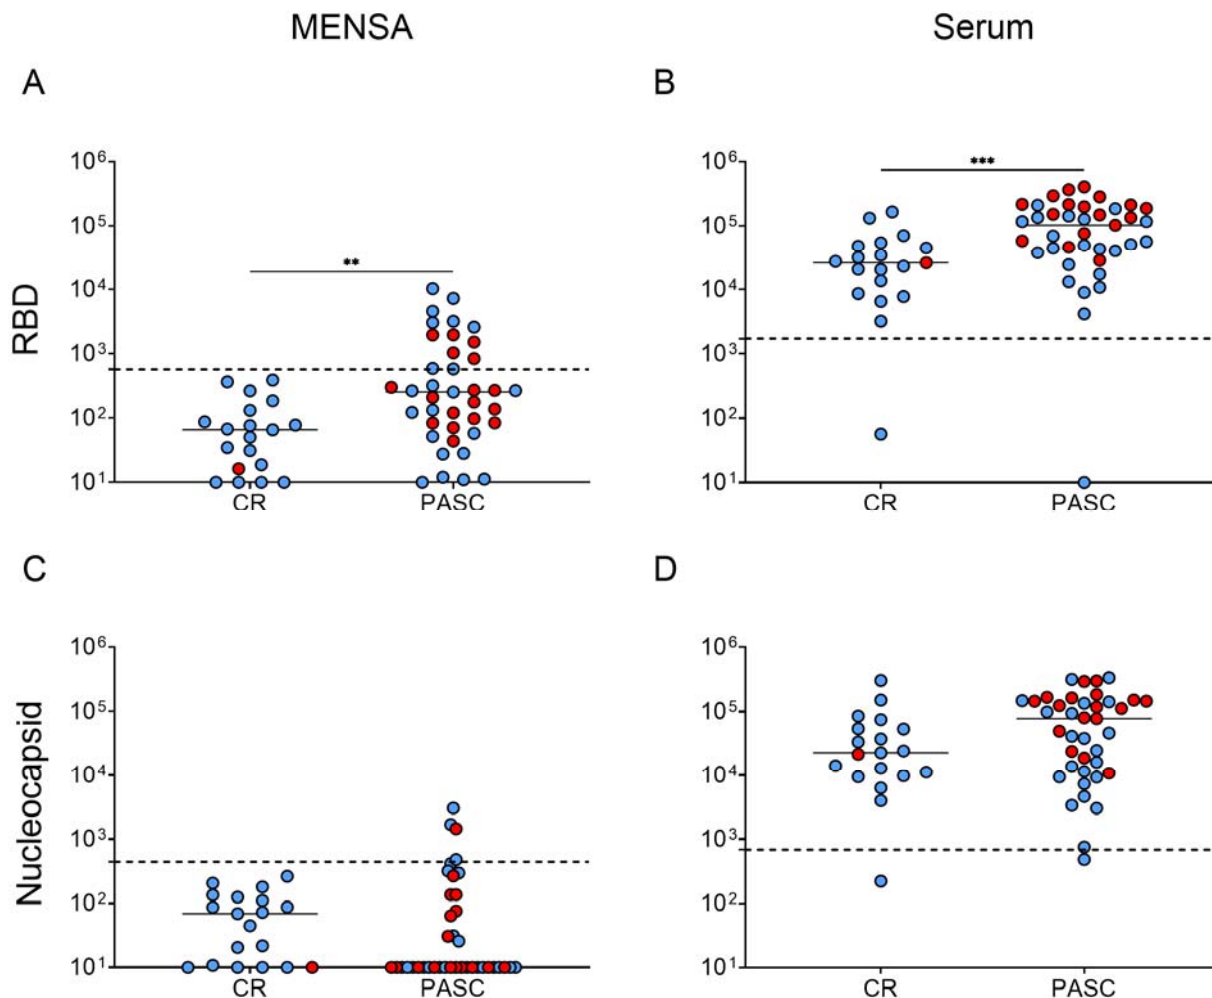 MENSA
Serum
A
B
RBD
10⁶
10⁵
10⁴
10³
10²
10¹
**
CR
PASC
10⁶
10⁵
10⁴
10³
10²
10¹
***
CR
PASC
C
D
Nucleocapsid
10⁶
10⁵
10⁴
10³
10²
10¹
CR
PASC
10⁶
10⁵
10⁴
10³
10²
10¹
CR
PASC